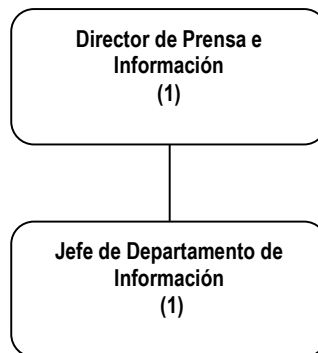 Director de Prensa e
Información
(1)
Jefe de Departamento de
Información
(1)